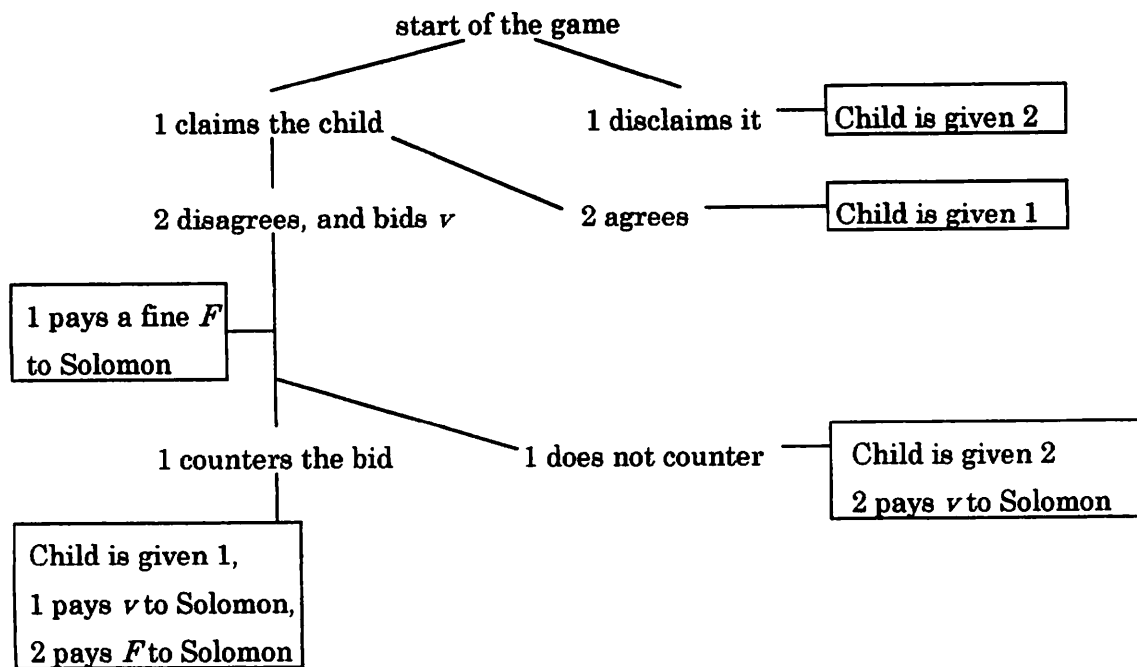 start of the game
1 claims the child
1 disclaims it
Child is given 2
2 disagrees, and bids v
2 agrees
Child is given 1
1 pays a fine F
to Solomon
1 counters the bid
1 does not counter
Child is given 2
2 pays v to Solomon
Child is given 1,
1 pays v to Solomon,
2 pays F to Solomon